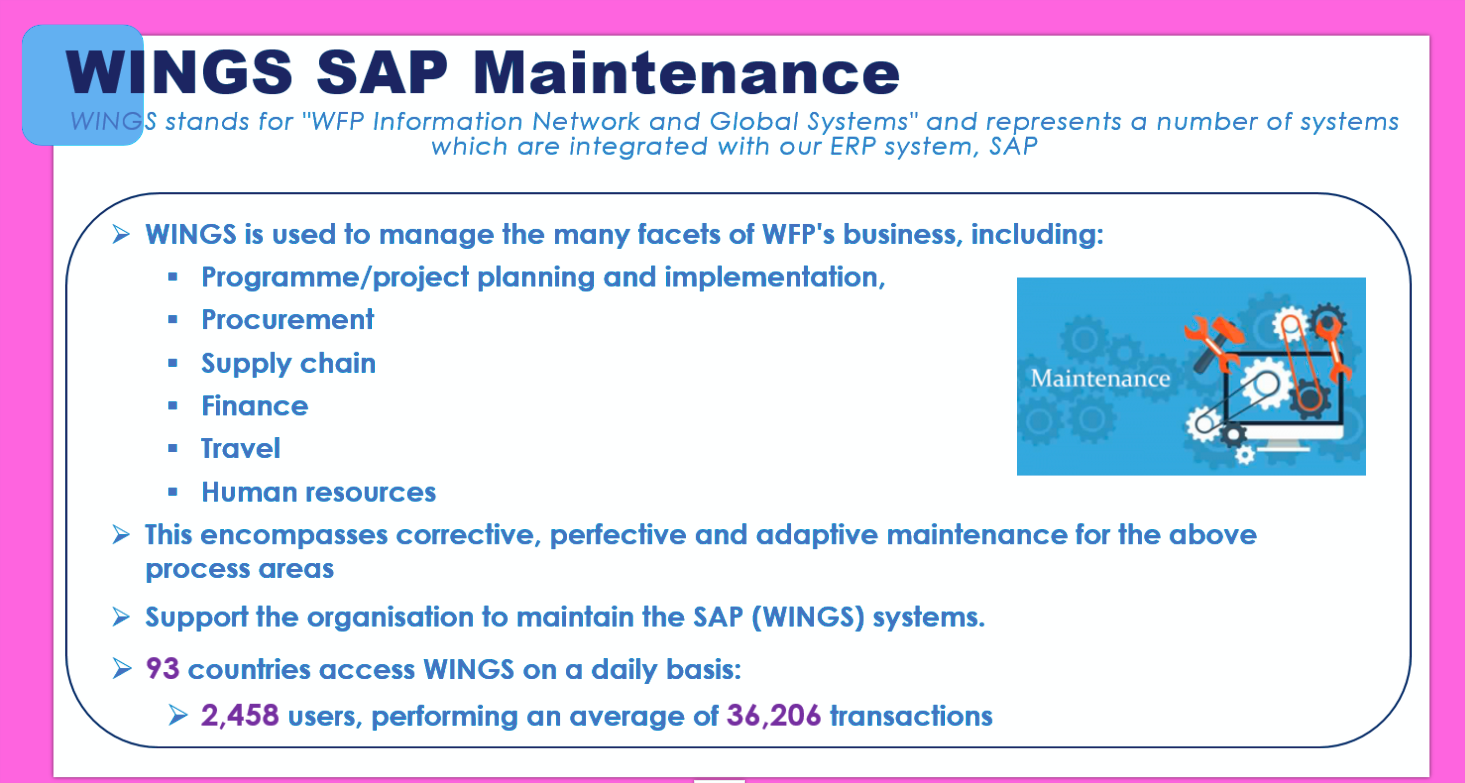 WINGS SAP Maintenance
WINGS stands for "WFP Information Network and Global Systems" and represents a number of systems
which are integrated with our ERP system, SAP
WINGS is used to manage the many facets of WFP's business, including:
Programme/project planning and implementation,
Procurement
Supply chain
Finance
Travel
Human resources
Maintenance
This encompasses corrective, perfective and adaptive maintenance for the above
process areas
Support the organisation to maintain the SAP (WINGS) systems.
93 countries access WINGS on a daily basis:
2,458 users, performing an average of 36,206 transactions